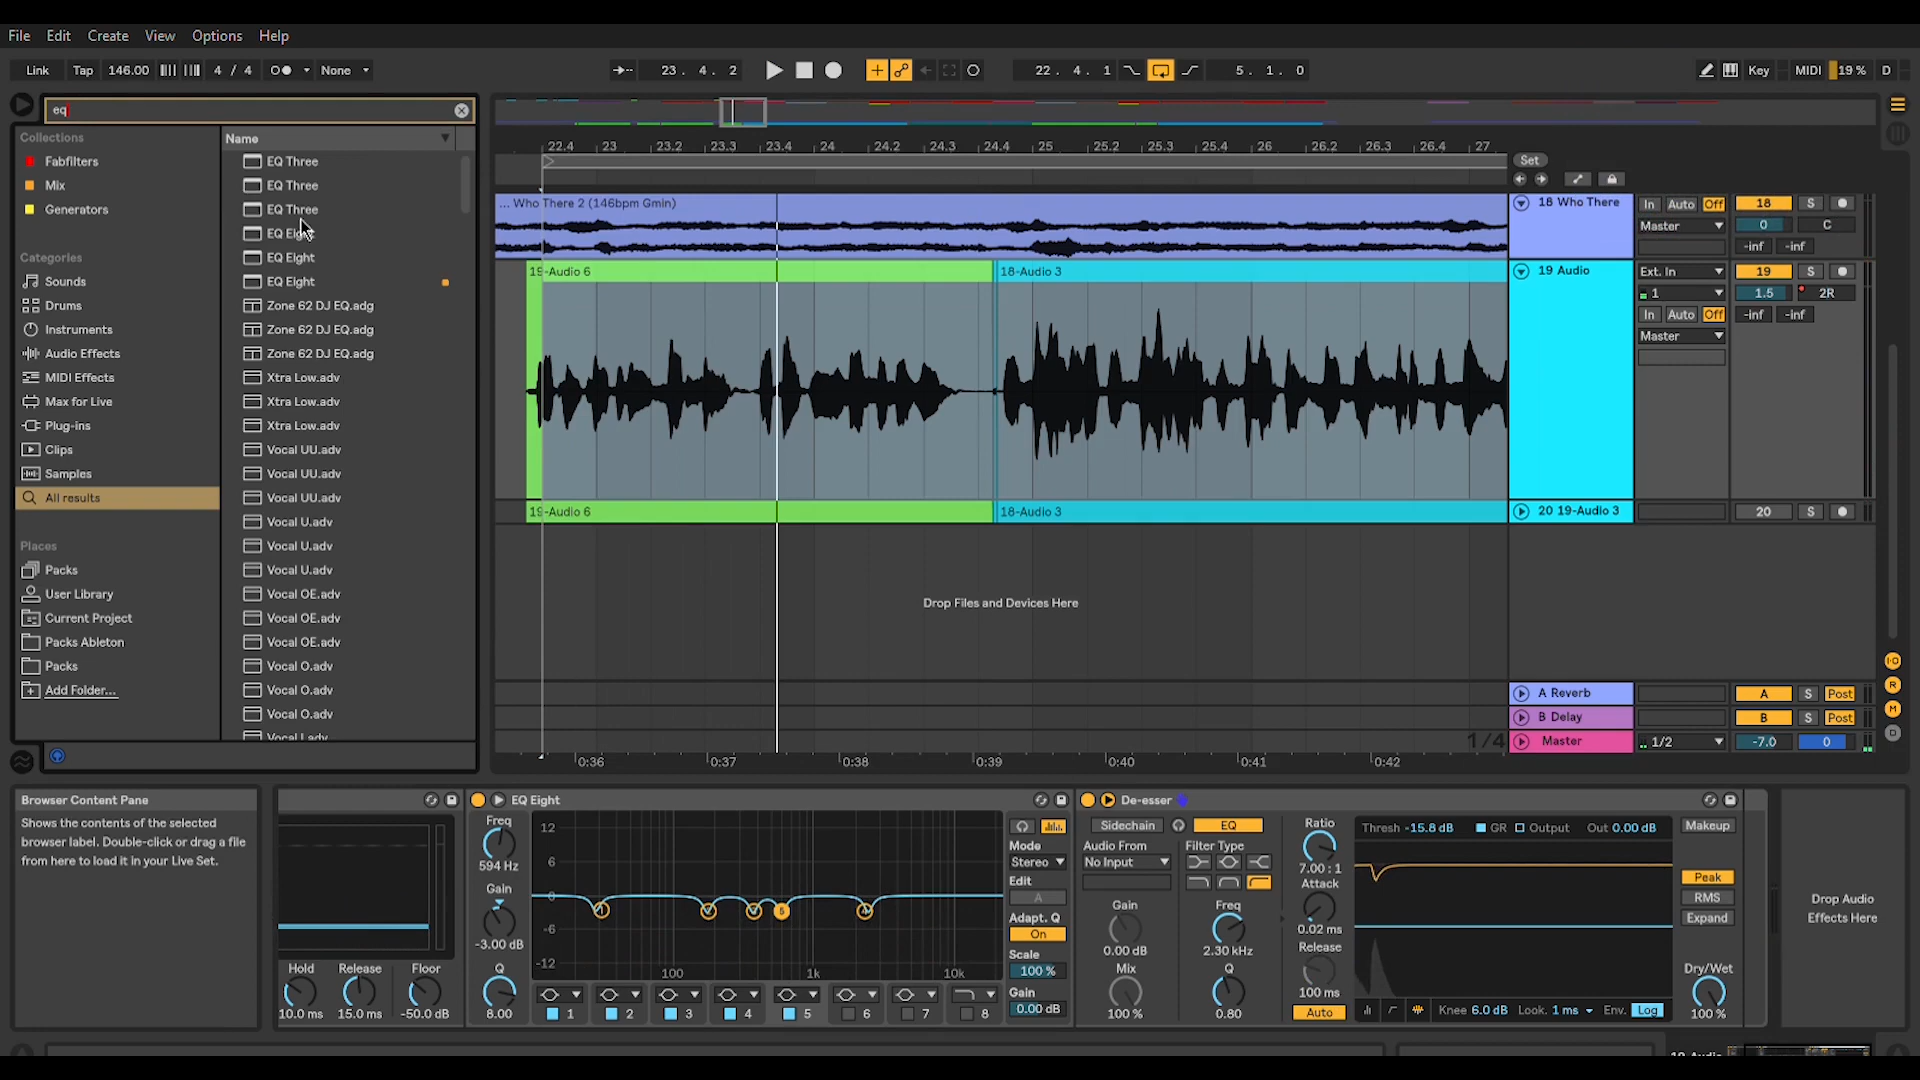 File Edit Create View Options Help
Link Tap 146.00 4 / 4 None 23. 4. 2 22. 4. 1 5. 1. 0 Key MIDI 19 % D
eq
Collections
Fabfilters
Mix
Generators
Categories
Sounds
Drums
Instruments
Audio Effects
MIDI Effects
Max for Live
Plug-ins
Clips
Samples
All results
Places
Packs
User Library
Current Project
Packs Ableton
Packs
Add Folder...
Name
EQ Three
EQ Three
EQ Three
EQ Eight
EQ Eight
EQ Eight
Zone 62 DJ EQ.adg
Zone 62 DJ EQ.adg
Zone 62 DJ EQ.adg
Xtra Low.adv
Xtra Low.adv
Xtra Low.adv
Vocal UU.adv
Vocal UU.adv
Vocal UU.adv
Vocal U.adv
Vocal U.adv
Vocal U.adv
Vocal OE.adv
Vocal OE.adv
Vocal OE.adv
Vocal O.adv
Vocal O.adv
Vocal O.adv
22.4 23 23.2 23.3 23.4 24 24.2 24.3 24.4 25 25.2 25.3 25.4 26 26.2 26.3 26.4 27
Set
... Who There 2 (146bpm Gmin)
18 Who There In Auto Off 18 S
Master 0 C
-inf -inf
19-Audio 6 18-Audio 3
19 Audio Ext. In 19 S
1 1.5 2R
In Auto Off -inf -inf
Master
19-Audio 6 18-Audio 3
20 19-Audio 3 20 S
Drop Files and Devices Here
A Reverb A S Post
B Delay B S Post
1/4 Master 1/2 -7.0 0
0:36 0:37 0:38 0:39 0:40 0:41 0:42
I·O
R
M
D
Browser Content Pane
Shows the contents of the selected
browser label. Double-click or drag a file
from here to load it in your Live Set.
Hold Release Floor
10.0 ms 15.0 ms -50.0 dB
EQ Eight
Freq
594 Hz
Gain
-3.00 dB
Q
8.00
12
6
0
-6
-12
100 1k 10k
1 2 3 4 5 6 7 8
Mode
Stereo
Edit
A
Adapt. Q
On
Scale
100 %
Gain
0.00 dB
De-esser
Sidechain EQ
Audio From Filter Type
No Input
Gain Freq
0.00 dB 2.30 kHz
Mix Q
100 % 0.80
Ratio
7.00 : 1
Attack
0.02 ms
Release
100 ms
Auto
Thresh -15.8 dB GR Output Out 0.00 dB
Knee 6.0 dB Look. 1 ms Env. Log
Makeup
Peak
RMS
Expand
Dry/Wet
100 %
Drop Audio
Effects Here